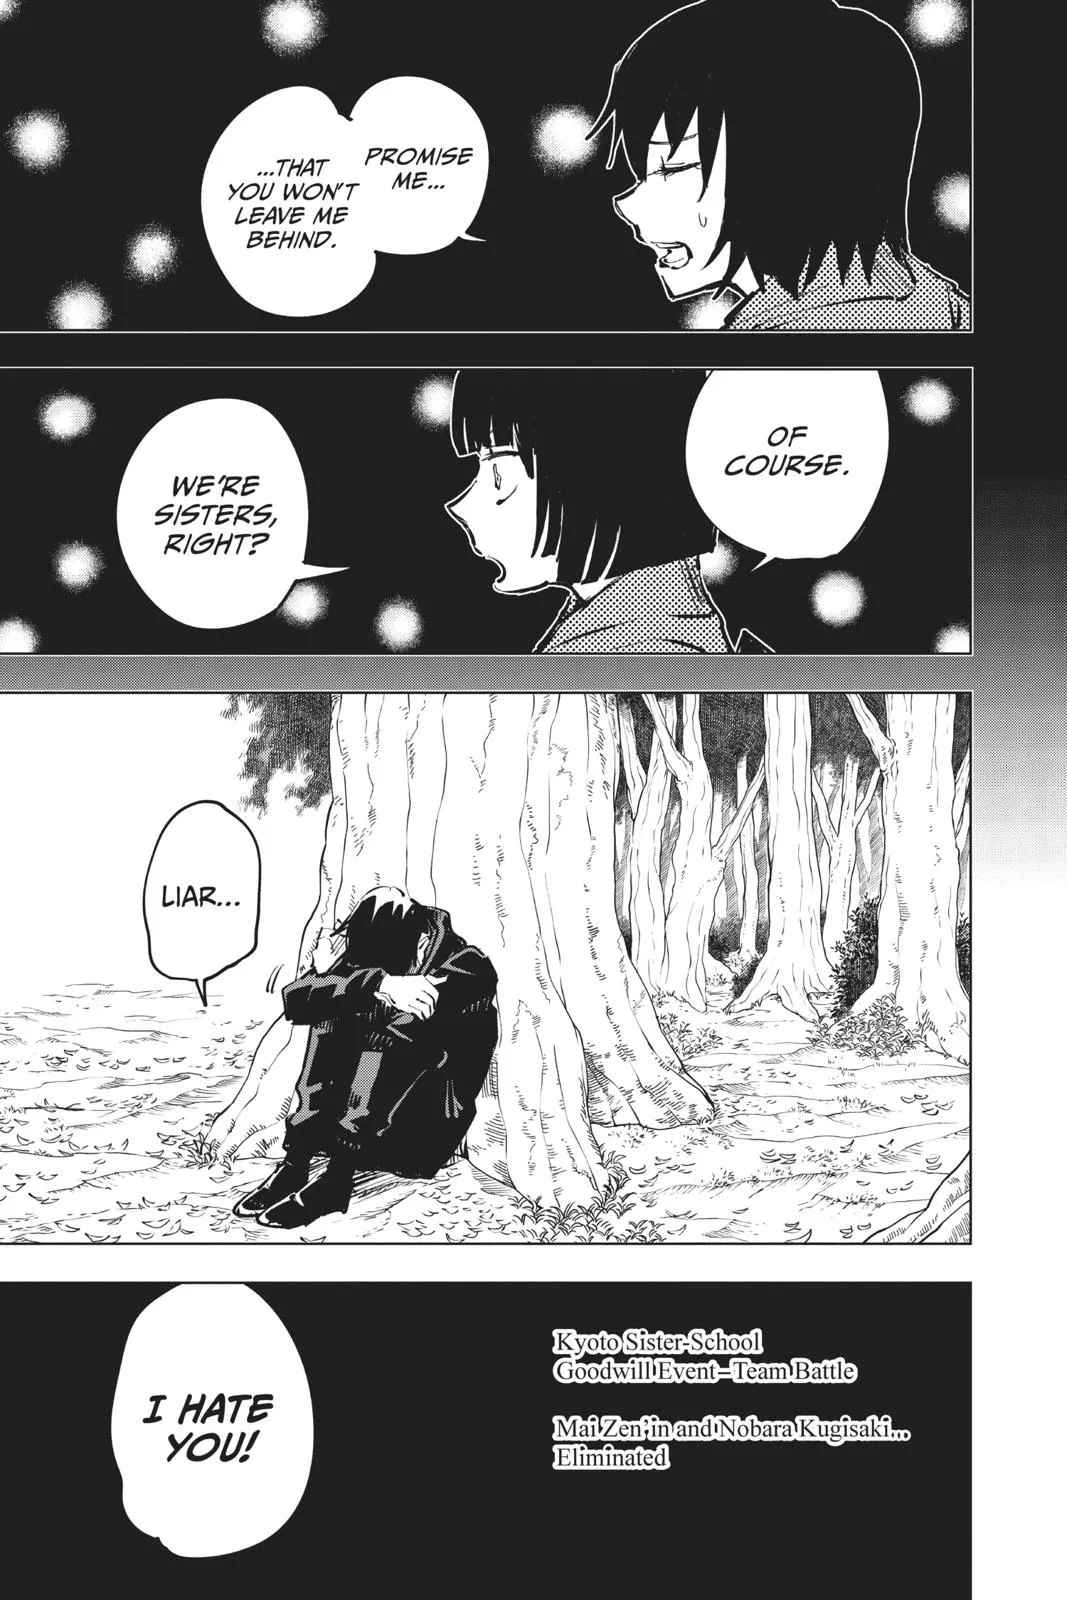 PROMISE
ME...
...THAT
YOU WON'T
LEAVE ME
BEHIND.
OF
COURSE.
WE'RE
SISTERS,
RIGHT?
LIAR...
I HATE
YOU!
Kyoto Sister-School
Goodwill Event–Team Battle
Mai Zen'in and Nobara Kugisaki...
Eliminated